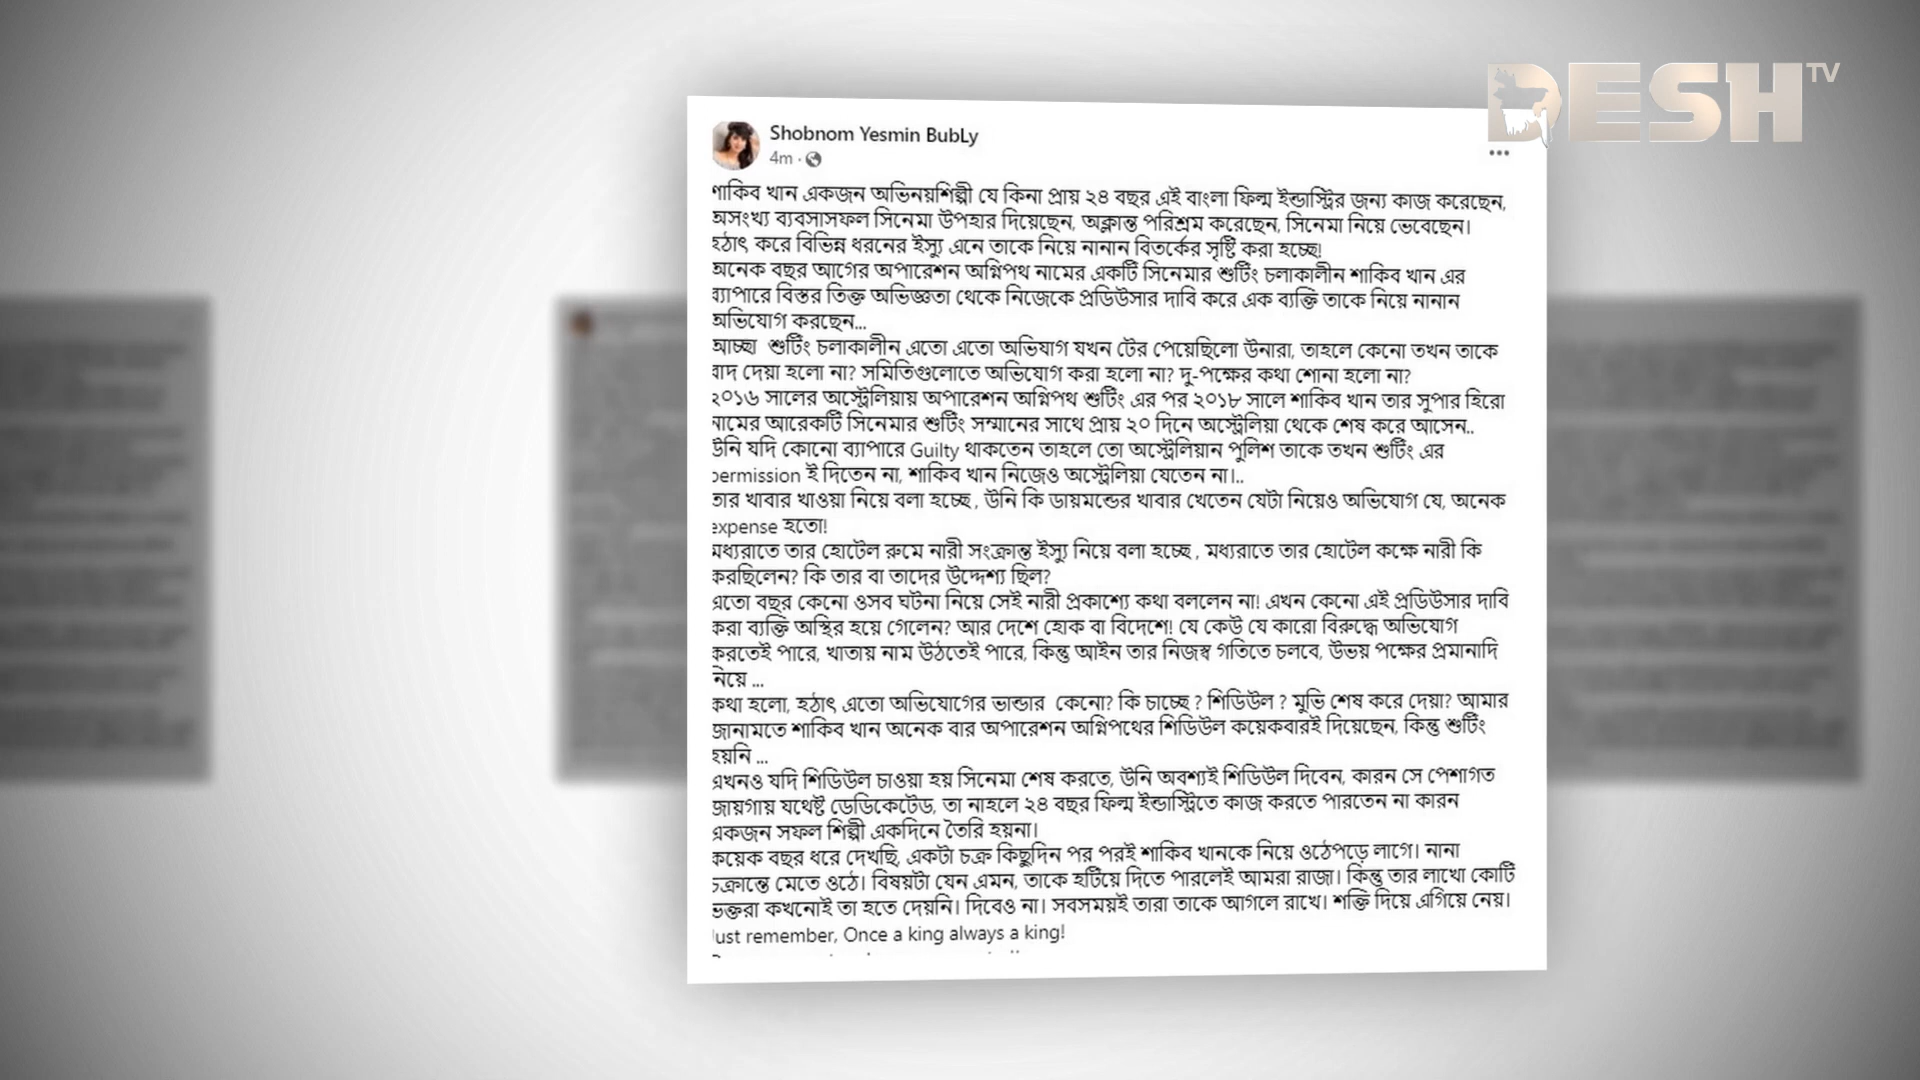 DESH TV
Shobnom Yesmin BubLy
4m
শাকিব খান একজন অভিনয়শিল্পী যে কিনা প্রায় ২৪ বছর এই বাংলা ফিল্ম ইন্ডাস্ট্রির জন্য কাজ করেছেন,
অসংখ্য ব্যবসাসফল সিনেমা উপহার দিয়েছেন, অক্লান্ত পরিশ্রম করেছেন, সিনেমা নিয়ে ভেবেছেন।
হঠাৎ করে বিভিন্ন ধরনের ইস্যু এনে তাকে নিয়ে নানান বিতর্কের সৃষ্টি করা হচ্ছে!
অনেক বছর আগের অপারেশন অগ্নিপথ নামের একটি সিনেমার শুটিং চলাকালীন শাকিব খান এর
ব্যাপারে বিস্তর তিক্ত অভিজ্ঞতা থেকে নিজেকে প্রডিউসার দাবি করে এক ব্যক্তি তাকে নিয়ে নানান
অভিযোগ করছেন...
আচ্ছা শুটিং চলাকালীন এতো এতো অভিযাগ যখন টের পেয়েছিলো উনারা, তাহলে কেনো তখন তাকে
বাদ দেয়া হলো না? সমিতিগুলোতে অভিযোগ করা হলো না? দু-পক্ষের কথা শোনা হলো না?
২০১৬ সালের অস্ট্রেলিয়ায় অপারেশন অগ্নিপথ শুটিং এর পর ২০১৮ সালে শাকিব খান তার সুপার হিরো
নামের আরেকটি সিনেমার শুটিং সম্মানের সাথে প্রায় ২০ দিনে অস্ট্রেলিয়া থেকে শেষ করে আসেন..
উনি যদি কোনো ব্যাপারে Guilty থাকতেন তাহলে তো অস্ট্রেলিয়ান পুলিশ তাকে তখন শুটিং এর
permission ই দিতেন না, শাকিব খান নিজেও অস্ট্রেলিয়া যেতেন না।..
তার খাবার খাওয়া নিয়ে বলা হচ্ছে, উনি কি ডায়মন্ডের খাবার খেতেন যেটা নিয়েও অভিযোগ যে, অনেক
expense হতো!
মধ্যরাতে তার হোটেল রুমে নারী সংক্রান্ত ইস্যু নিয়ে বলা হচ্ছে, মধ্যরাতে তার হোটেল কক্ষে নারী কি
করছিলেন? কি তার বা তাদের উদ্দেশ্য ছিল?
এতো বছর কেনো ওসব ঘটনা নিয়ে সেই নারী প্রকাশ্যে কথা বললেন না! এখন কেনো এই প্রডিউসার দাবি
করা ব্যক্তি অস্থির হয়ে গেলেন? আর দেশে হোক বা বিদেশে! যে কেউ যে কারো বিরুদ্ধে অভিযোগ
করতেই পারে, খাতায় নাম উঠতেই পারে, কিন্তু আইন তার নিজস্ব গতিতে চলবে, উভয় পক্ষের প্রমানাদি
নিয়ে ...
কথা হলো, হঠাৎ এতো অভিযোগের ভান্ডার কেনো? কি চাচ্ছে ? শিডিউল ? মুভি শেষ করে দেয়া? আমার
জানামতে শাকিব খান অনেক বার অপারেশন অগ্নিপথের শিডিউল কয়েকবারই দিয়েছেন, কিন্তু শুটিং
হয়নি ...
এখনও যদি শিডিউল চাওয়া হয় সিনেমা শেষ করতে, উনি অবশ্যই শিডিউল দিবেন, কারন সে পেশাগত
জায়গায় যথেষ্ট ডেডিকেটেড, তা নাহলে ২৪ বছর ফিল্ম ইন্ডাস্ট্রিতে কাজ করতে পারতেন না কারন
একজন সফল শিল্পী একদিনে তৈরি হয়না।
কয়েক বছর ধরে দেখছি, একটা চক্র কিছুদিন পর পরই শাকিব খানকে নিয়ে ওঠেপড়ে লাগে। নানা
চক্রান্তে মেতে ওঠে। বিষয়টা যেন এমন, তাকে হটিয়ে দিতে পারলেই আমরা রাজা। কিন্তু তার লাখো কোটি
ভক্তরা কখনোই তা হতে দেয়নি। দিবেও না। সবসময়ই তারা তাকে আগলে রাখে। শক্তি দিয়ে এগিয়ে নেয়।
Just remember, Once a king always a king!